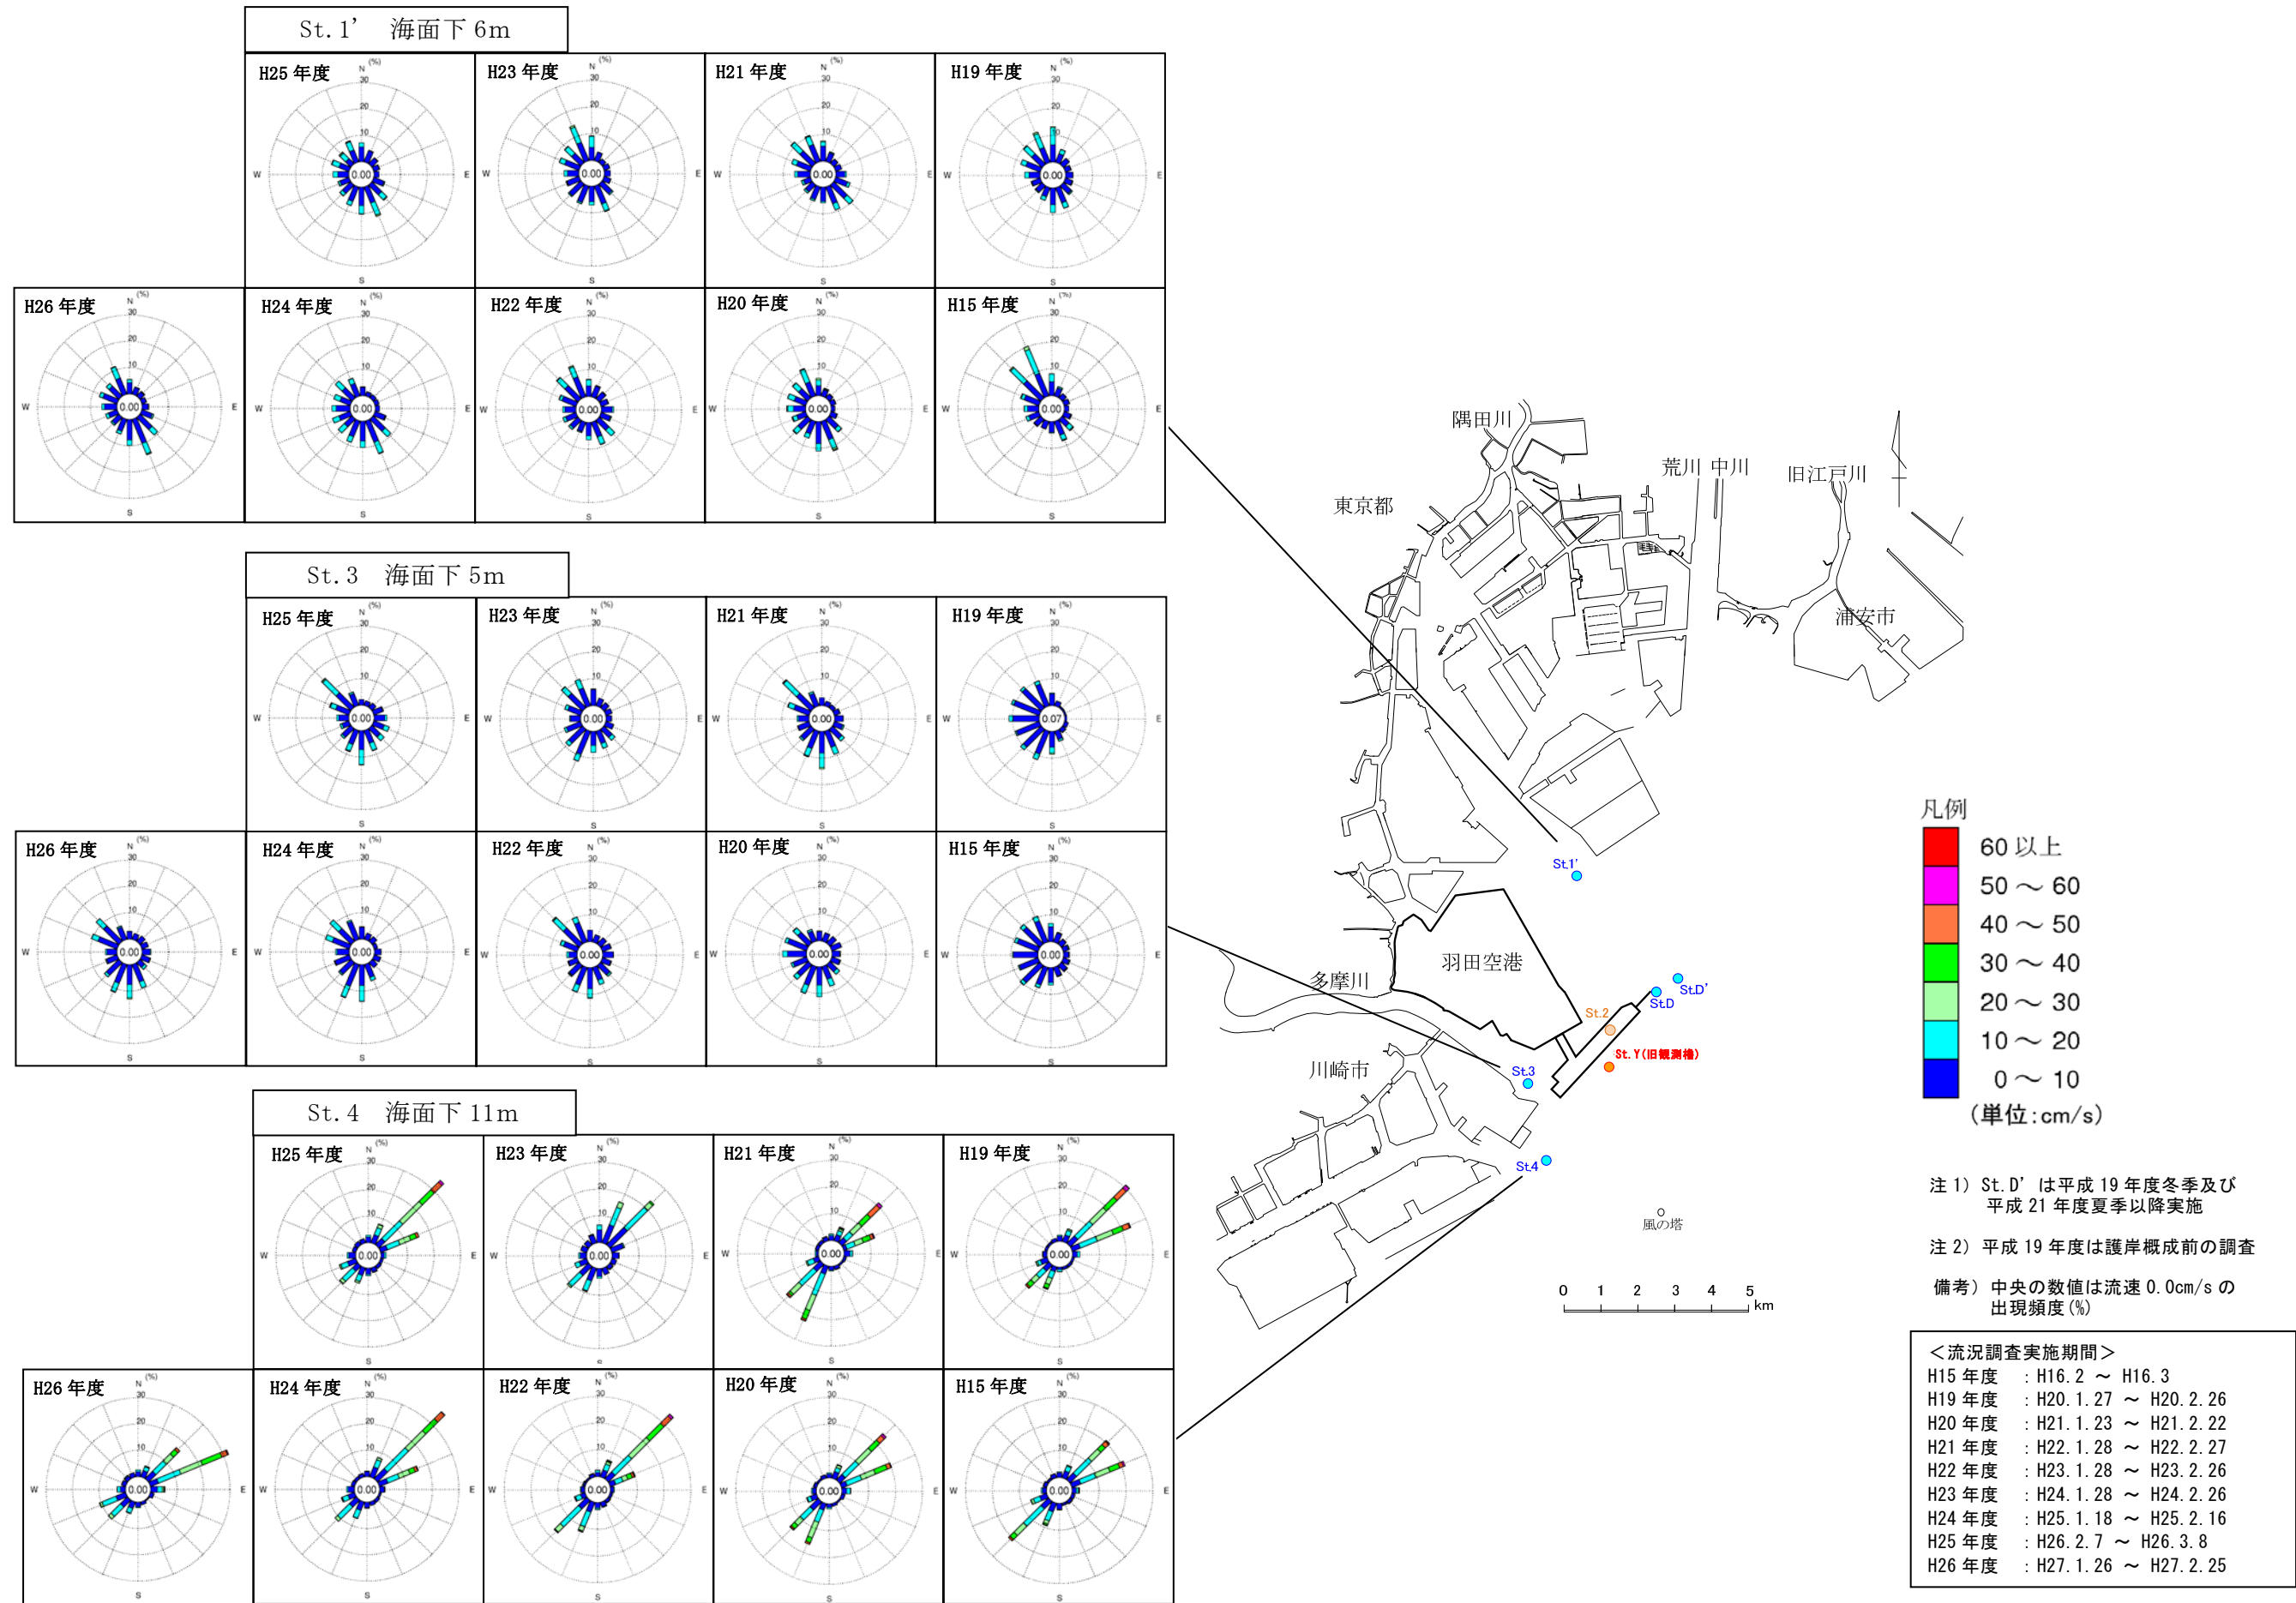 St.1’ 海面下 6m
H25 年度
H23 年度
H21 年度
H19 年度
H26 年度
H24 年度
H22 年度
H20 年度
H15 年度
N (%)
30
20
10
W
0.00
E
S
St.3 海面下 5m
H25 年度
H23 年度
H21 年度
H19 年度
0.07
H26 年度
H24 年度
H22 年度
H20 年度
H15 年度
St.4 海面下 11m
H25 年度
H23 年度
H21 年度
H19 年度
H26 年度
H24 年度
H22 年度
H20 年度
H15 年度
隅田川
荒川 中川
旧江戸川
東京都
浦安市
St.1'
羽田空港
多摩川
St.D'
St.D
St.2
St.Y(旧観測櫓)
川崎市
St.3
St.4
風の塔
0 1 2 3 4 5
km
凡例
60 以上
50 ～ 60
40 ～ 50
30 ～ 40
20 ～ 30
10 ～ 20
0 ～ 10
(単位:cm/s)
注 1) St.D’ は平成 19 年度冬季及び
平成 21 年度夏季以降実施
注 2) 平成 19 年度は護岸概成前の調査
備考) 中央の数値は流速 0.0cm/s の
出現頻度(%)
＜流況調査実施期間＞
H15 年度 : H16.2 ～ H16.3
H19 年度 : H20.1.27 ～ H20.2.26
H20 年度 : H21.1.23 ～ H21.2.22
H21 年度 : H22.1.28 ～ H22.2.27
H22 年度 : H23.1.28 ～ H23.2.26
H23 年度 : H24.1.28 ～ H24.2.26
H24 年度 : H25.1.18 ～ H25.2.16
H25 年度 : H26.2.7 ～ H26.3.8
H26 年度 : H27.1.26 ～ H27.2.25